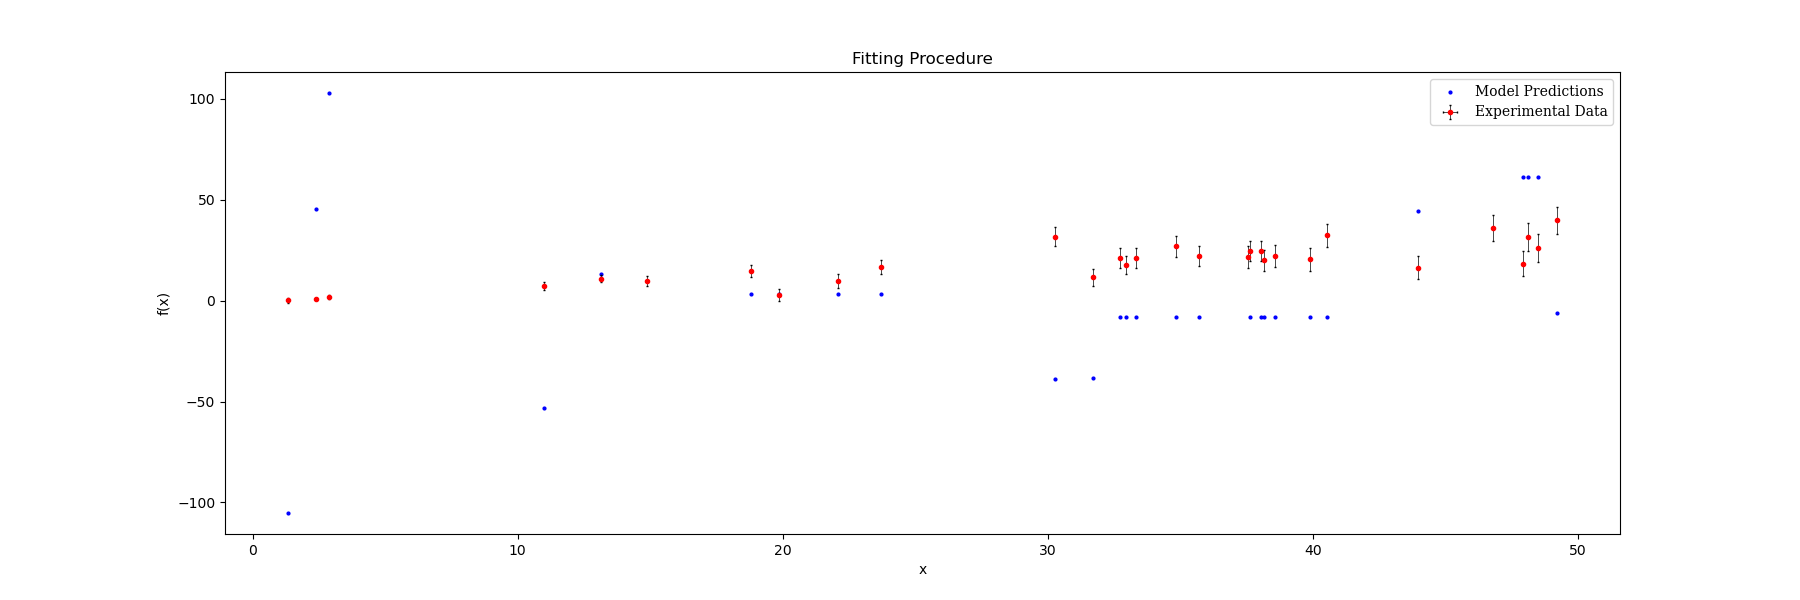 Fitting Procedure
Model Predictions
Experimental Data
f(x)
100
50
0
−50
−100
0 10 20 30 40 50
x